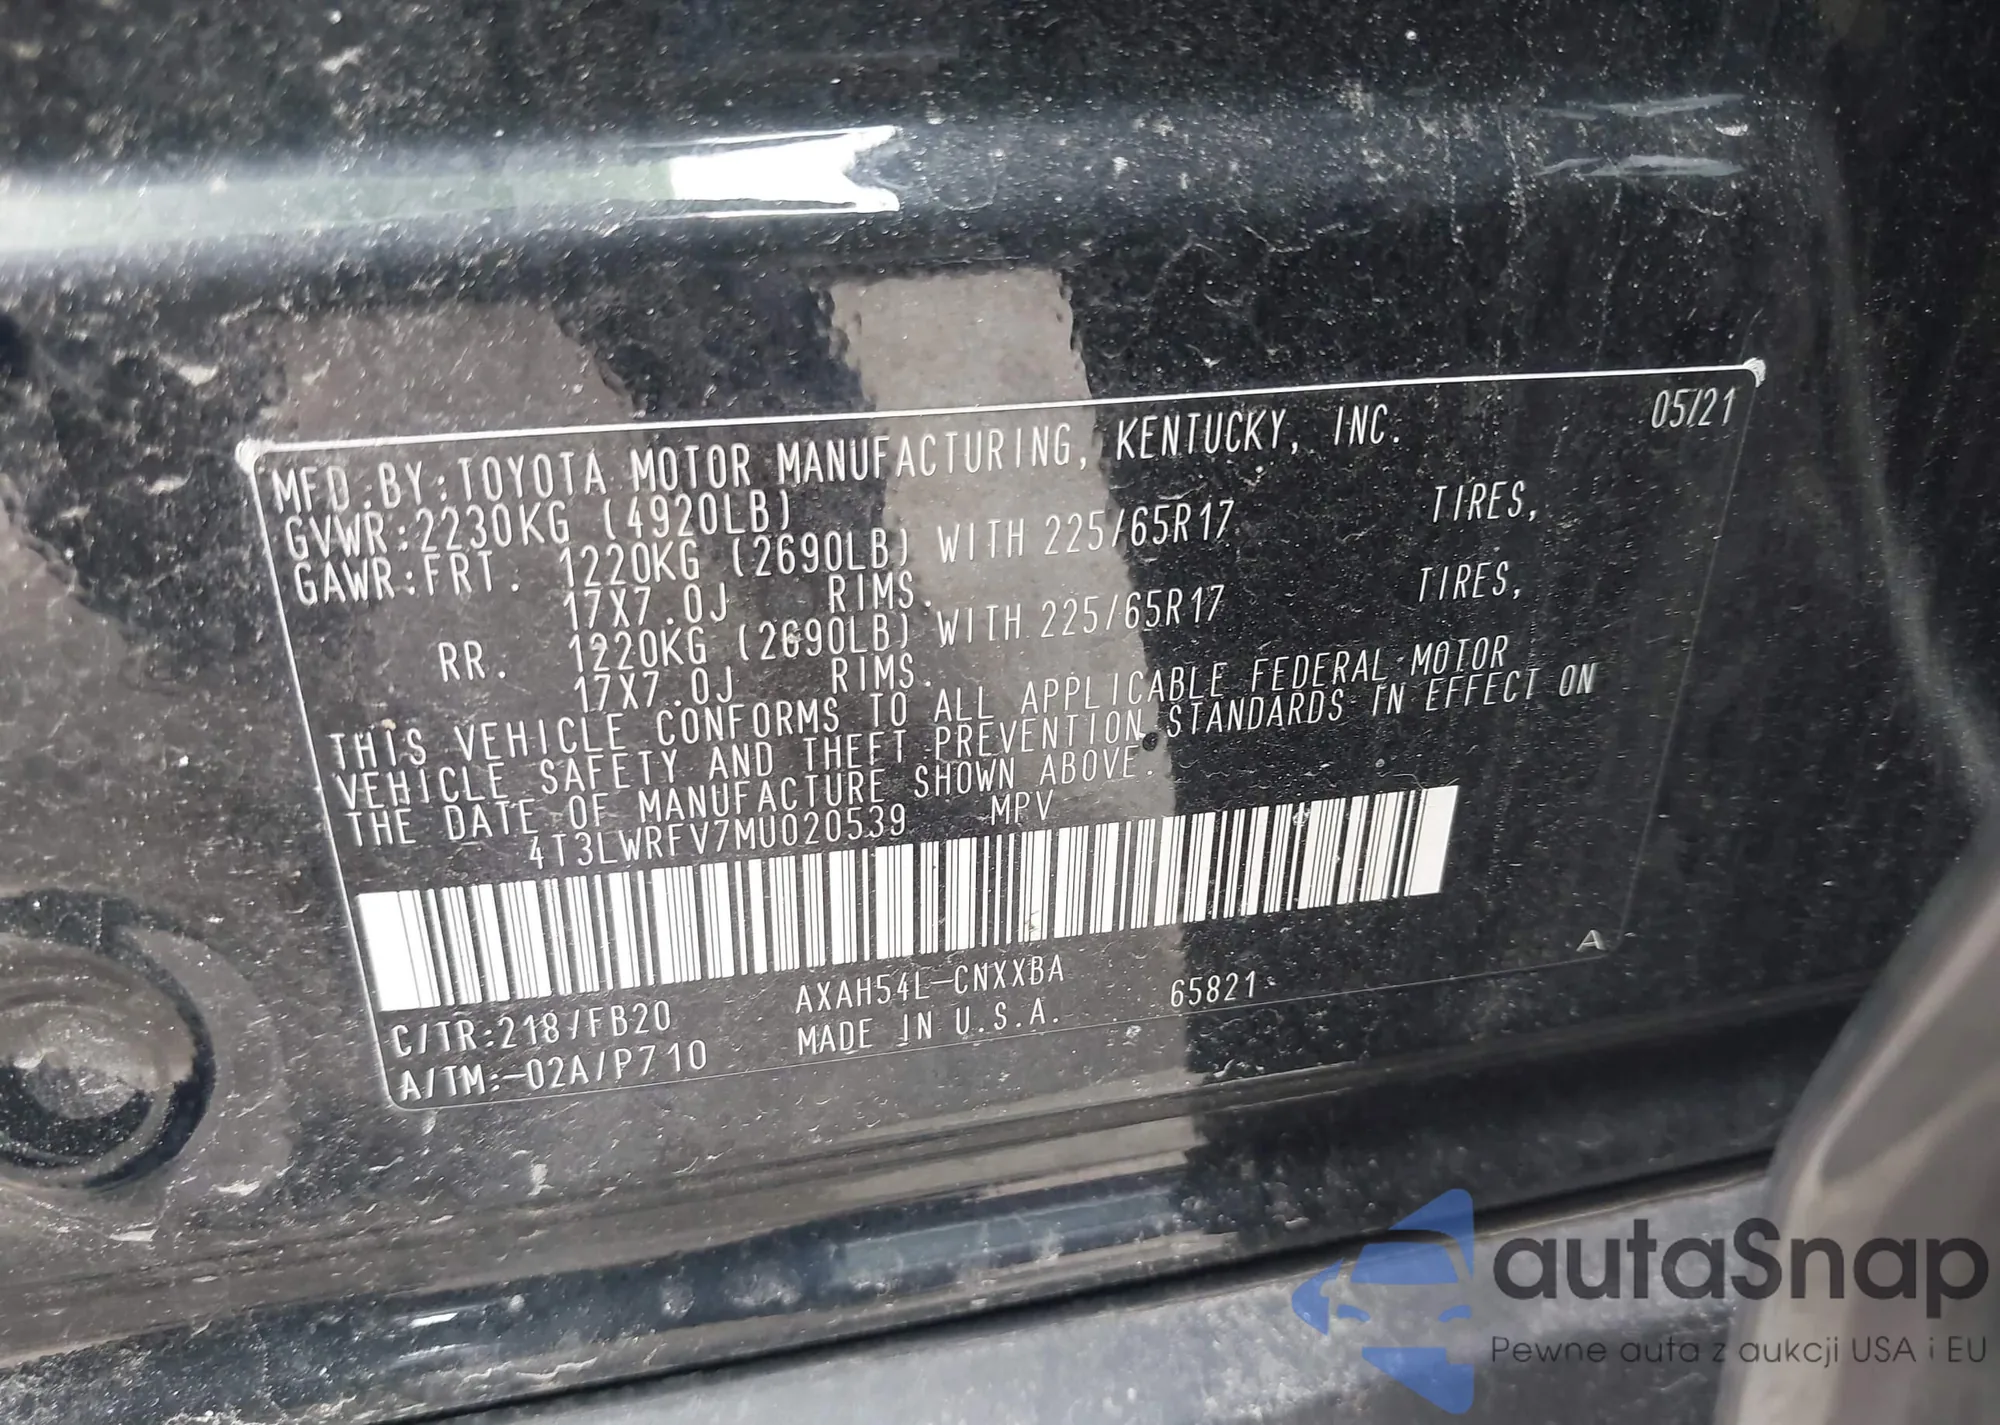 MFD.BY:TOYOTA MOTOR MANUFACTURING, KENTUCKY, INC. 05/21
GVWR:2230KG (4920LB)
GAWR:FRT. 1220KG (2690LB) WITH 225/65R17 TIRES,
17X7.0J RIMS.
RR. 1220KG (2690LB) WITH 225/65R17 TIRES,
17X7.0J RIMS.
THIS VEHICLE CONFORMS TO ALL APPLICABLE FEDERAL MOTOR
VEHICLE SAFETY AND THEFT PREVENTION STANDARDS IN EFFECT ON
THE DATE OF MANUFACTURE SHOWN ABOVE.
4T3LWRFV7MU020539 MPV
C/TR:218/FB20 AXAH54L-CNXXBA 65821 A
A/TM:-02A/P710 MADE IN U.S.A.
autaSnap
Pewne auta z aukcji USA i EU